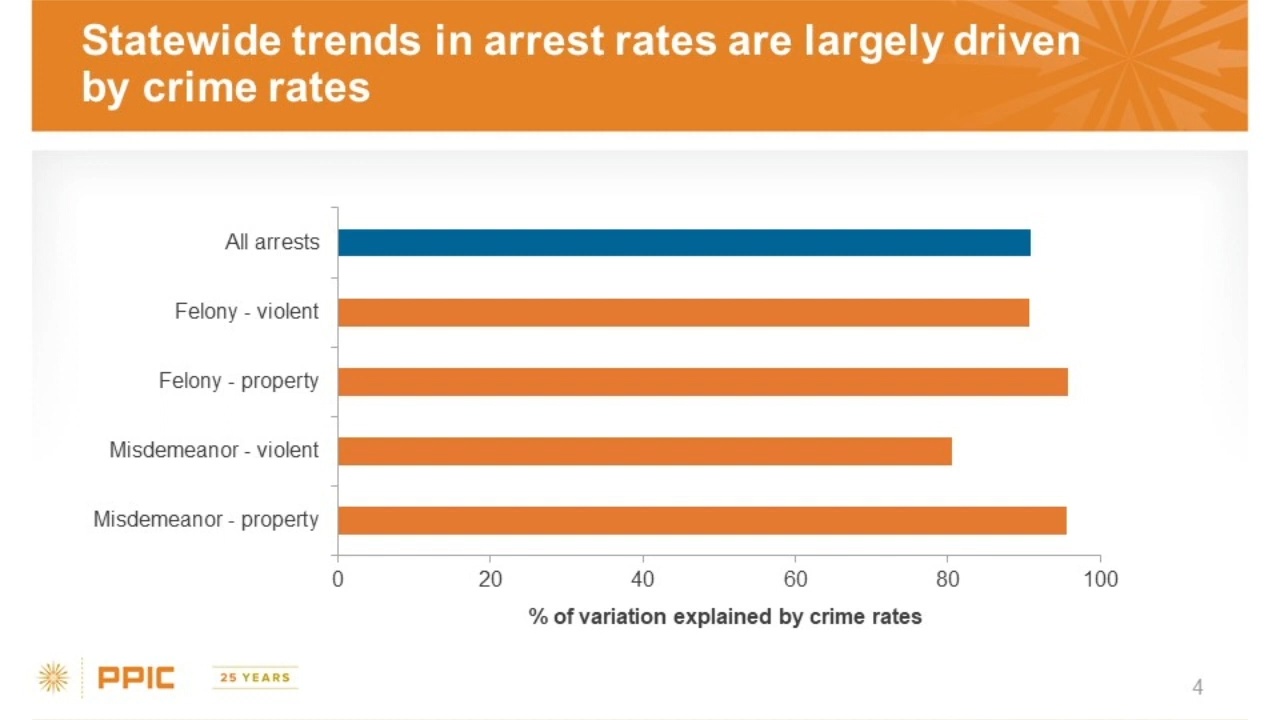 Statewide trends in arrest rates are largely driven
by crime rates
All arrests
Felony - violent
Felony - property
Misdemeanor - violent
Misdemeanor - property
0 20 40 60 80 100
% of variation explained by crime rates
PPIC 25 YEARS
4